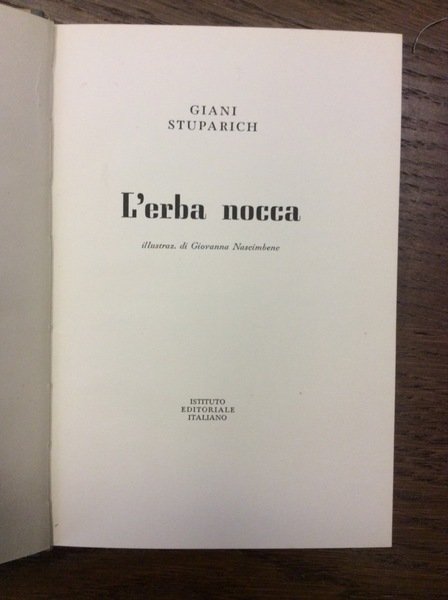 GIANI
STUPARICH
L'erba nocca
illustraz. di Giovanna Nascimbene
ISTITUTO
EDITORIALE
ITALIANO